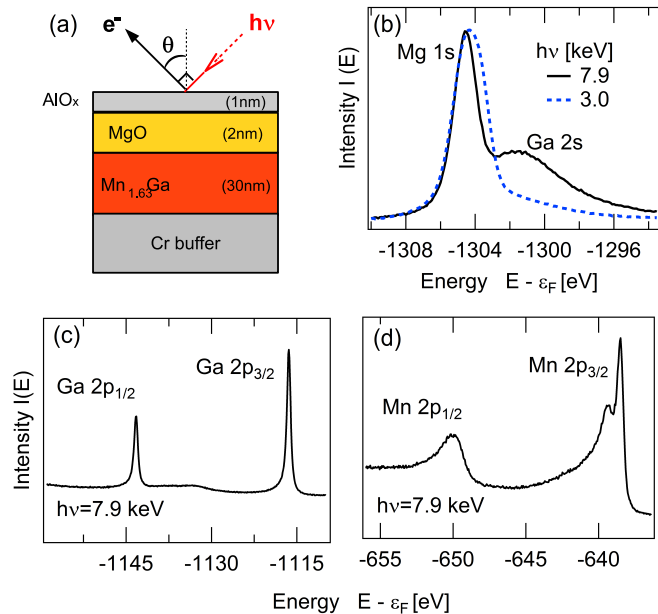 (a)
e⁻
θ
hν
AlOₓ
(1nm)
MgO
(2nm)
Mn₁.₆₃Ga
(30nm)
Cr buffer
(b)
Intensity I (E)
Mg 1s
hν [keV]
7.9
3.0
Ga 2s
-1308 -1304 -1300 -1296
Energy E - εF [eV]
(c)
Intensity I(E)
Ga 2p₁/₂
Ga 2p₃/₂
hν=7.9 keV
-1145 -1130 -1115
(d)
Mn 2p₃/₂
Mn 2p₁/₂
hν=7.9 keV
-655 -650 -645 -640
Energy E - εF [eV]